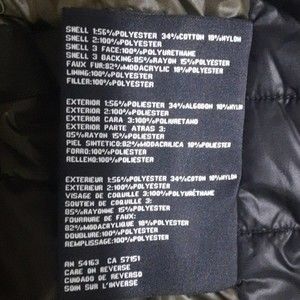 SHELL 1:56%POLYESTER 34%COTTON 10%NYLON
SHELL 2:100%POLYESTER
SHELL 3 FACE:100%POLYURETHANE
SHELL 3 BACKING:85%RAYON 15%POLYESTER
FAUX FUR:82%MODACRYLIC 18%POLYESTER
LINING:100%POLYESTER
FILLER:100%POLYESTER
EXTERIOR 1:56%POLIESTER 34%ALGODON 10%NYLON
EXTERIOR 2:100%POLIESTER
EXTERIOR CARA 3:100%POLIURETANO
EXTERIOR PARTE ATRAS 3:
85%RAYON 15%POLIESTER
PIEL SINTETICO:82%MODACRILICA 18%POLIESTER
FORRO:100%POLIESTER
RELLENO:100%POLIESTER
EXTERIEUR 1:56%POLYESTER 34%COTON 10%NYLON
EXTERIEUR 2:100%POLYESTER
VISAGE DE COQUILLE 3:100%POLYURÉTHANE
SOUTIEN DE COQUILLE 3:
85%RAYONNE 15%POLYESTER
FOURRURE DE FAUX:
82%MODACRYLIQUE 18%POLYESTER
DOUBLURE:100%POLYESTER
REMPLISSAGE:100%POLYESTER
RN 54163 CA 57151
CARE ON REVERSE
CUIDADO DE REVERSO
SOIN SUR L'ENVERS